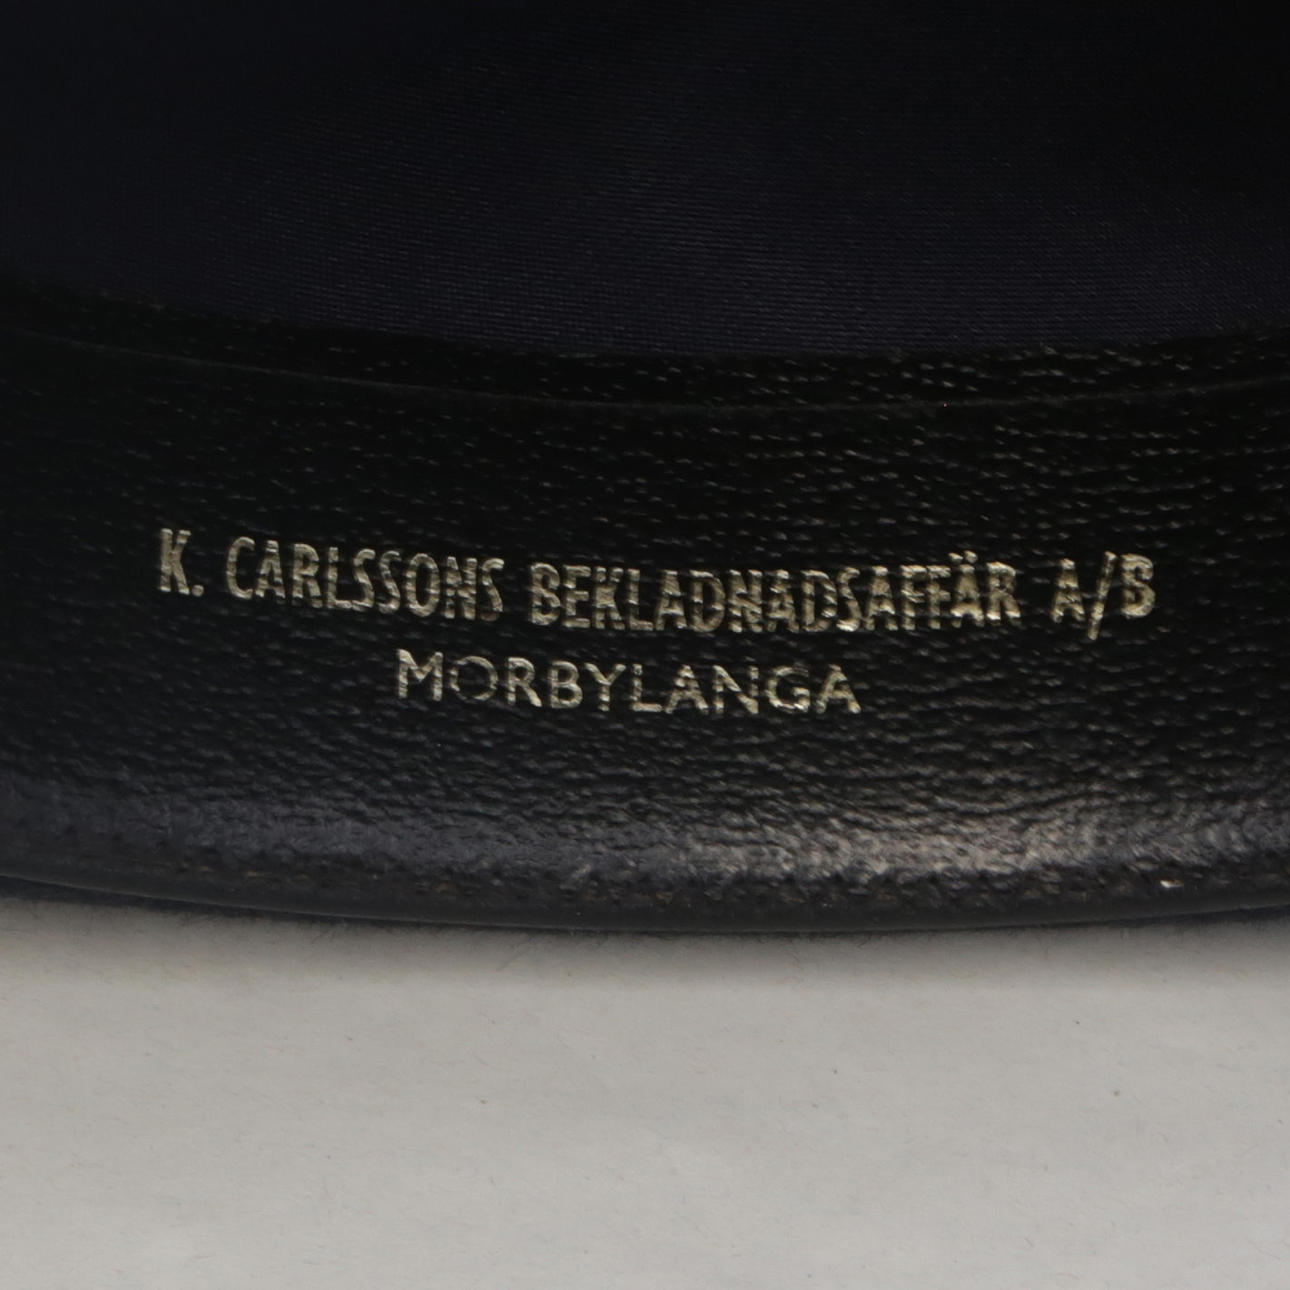 K. CARLSSONS BEKLADNADSAFFÄR A/B
MORBYLANGA